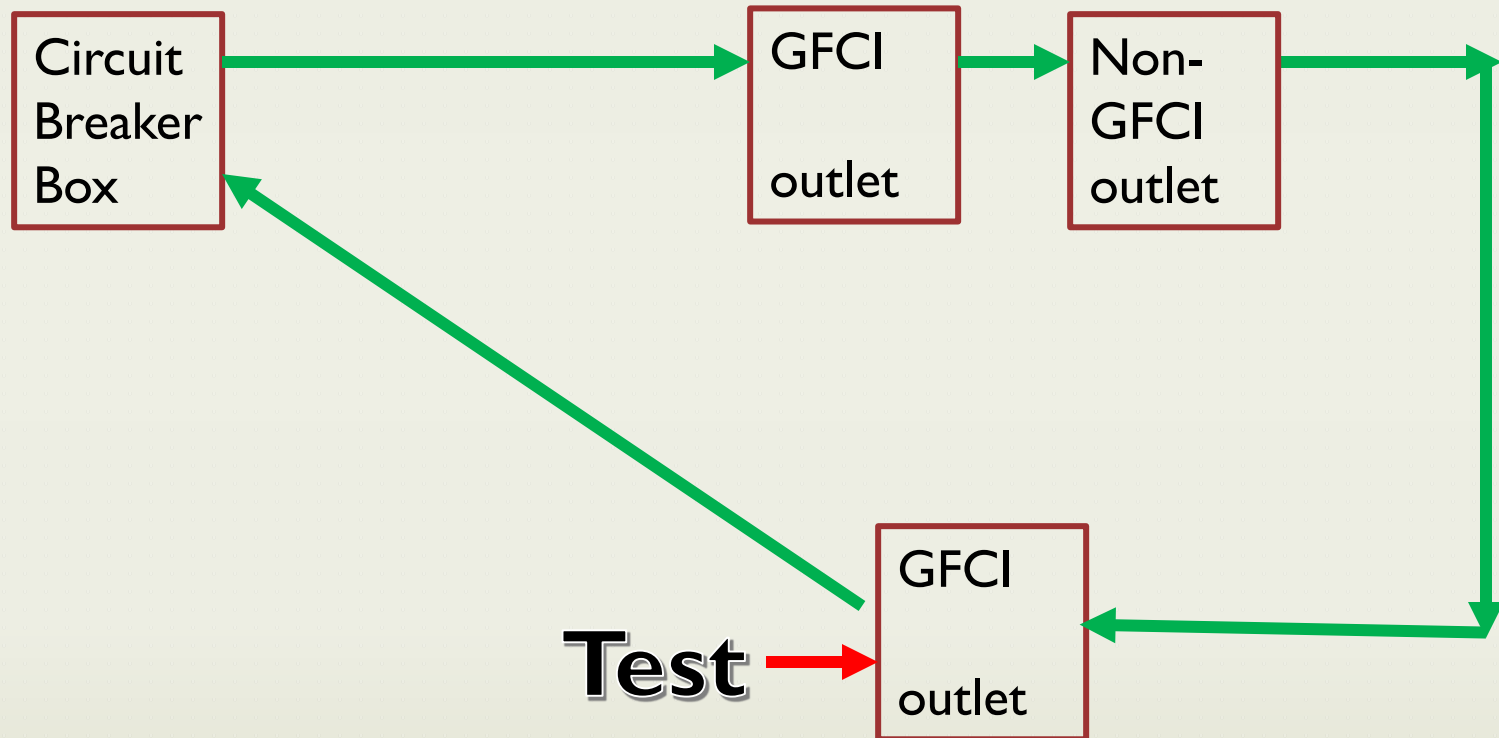 Circuit
Breaker
Box
GFCI
outlet
Non-
GFCI
outlet
GFCI
outlet
Test